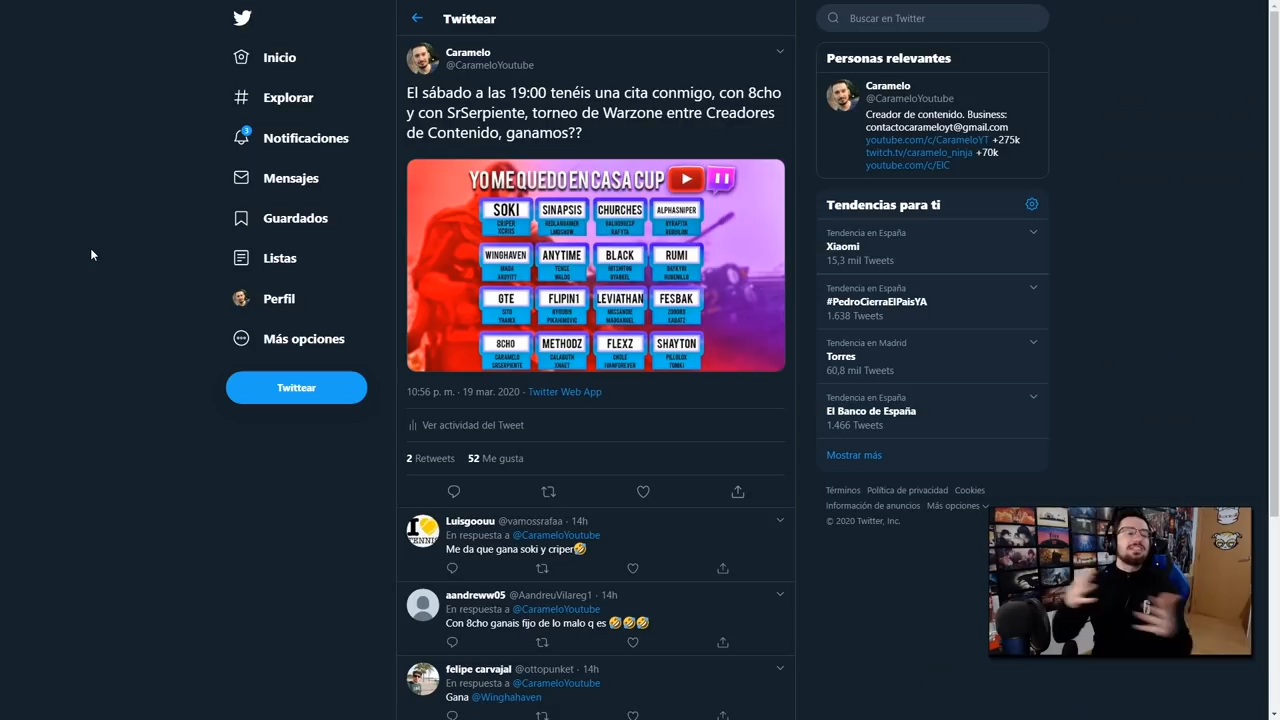 Inicio
Explorar
3
Notificaciones
Mensajes
Guardados
Listas
Perfil
Más opciones
Twittear
Twittear
Caramelo
@CarameloYoutube
El sábado a las 19:00 tenéis una cita conmigo, con 8cho
y con SrSerpiente, torneo de Warzone entre Creadores
de Contenido, ganamos??
YO ME QUEDO EN CASA CUP
SOKI SINAPSIS CHURCHES ALPHASNIPER
CRIPER
XCRUS
WINGHAVEN ANYTIME BLACK RUMI
GTE FLIPIN1 LEVIATHAN FESBAK
8CHO METHODZ FLEXZ SHAYTON
CARAMELO
SRSERPIENTE
10:56 p. m. · 19 mar. 2020 · Twitter Web App
Ver actividad del Tweet
2 Retweets 52 Me gusta
Luisgoouu @vamossrafaa · 14h
En respuesta a @CarameloYoutube
Me da que gana soki y criper🤣
I
TENNIS
aandreww05 @AandreuVilareg1 · 14h
En respuesta a @CarameloYoutube
Con 8cho ganais fijo de lo malo q es 🤣🤣🤣
felipe carvajal @ottopunket · 14h
En respuesta a @CarameloYoutube
Gana @Winghahaven
Buscar en Twitter
Personas relevantes
Caramelo
@CarameloYoutube
Creador de contenido. Business:
contactocarameloyt@gmail.com
youtube.com/c/CarameloYT +275k
twitch.tv/caramelo_ninja +70k
youtube.com/c/EIC
Tendencias para ti
Tendencia en España
Xiaomi
15,3 mil Tweets
Tendencia en España
#PedroCierraElPaisYA
1.638 Tweets
Tendencia en Madrid
Torres
60,8 mil Tweets
Tendencia en España
El Banco de España
1.466 Tweets
Mostrar más
Términos Política de privacidad Cookies
Información de anuncios Más opciones
© 2020 Twitter, Inc.